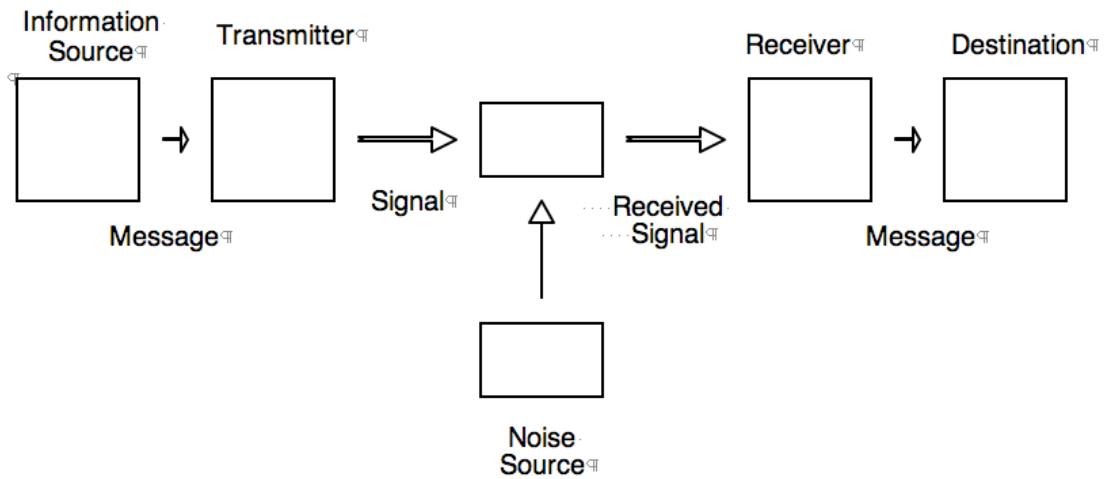 Information
Source
Transmitter
Receiver
Destination
Signal
Received
Signal
Message
Message
Noise
Source